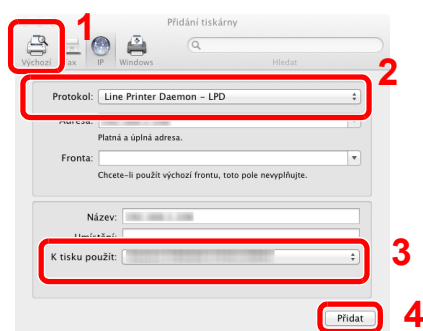 Přidání tiskárny
1
Výchozí Fax IP Windows Hledat
2
Protokol: Line Printer Daemon – LPD
Adresa:
Platná a úplná adresa.
Fronta:
Chcete-li použít výchozí frontu, toto pole nevyplňujte.
Název:
Umístění:
K tisku použít:
3
Přidat
4